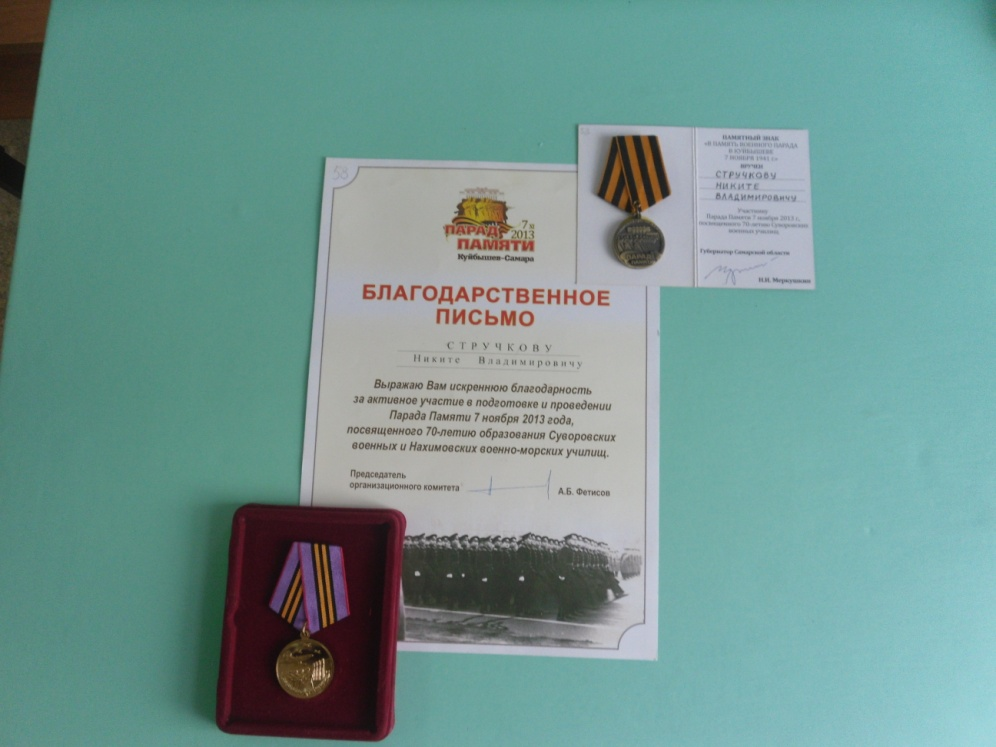 58
7 XI
2013
ПАРАД
ПАМЯТИ
Куйбышев-Самара
БЛАГОДАРСТВЕННОЕ
ПИСЬМО
СТРУЧКОВУ
Никите Владимировичу
Выражаю Вам искреннюю благодарность
за активное участие в подготовке и проведении
Парада Памяти 7 ноября 2013 года,
посвященного 70-летию образования Суворовских
военных и Нахимовских военно-морских училищ.
Председатель
организационного комитета
А.Б. Фетисов
ПАМЯТНЫЙ ЗНАК
«В ПАМЯТЬ ВОЕННОГО ПАРАДА
В КУЙБЫШЕВЕ
7 НОЯБРЯ 1941 г.»
ВРУЧЕН
СТРУЧКОВУ
НИКИТЕ
ВЛАДИМИРОВИЧУ
Участнику
Парада Памяти 7 ноября 2013 г.,
посвященного 70-летию Суворовских
военных училищ
Губернатор Самарской области
Н.И. Меркушкин